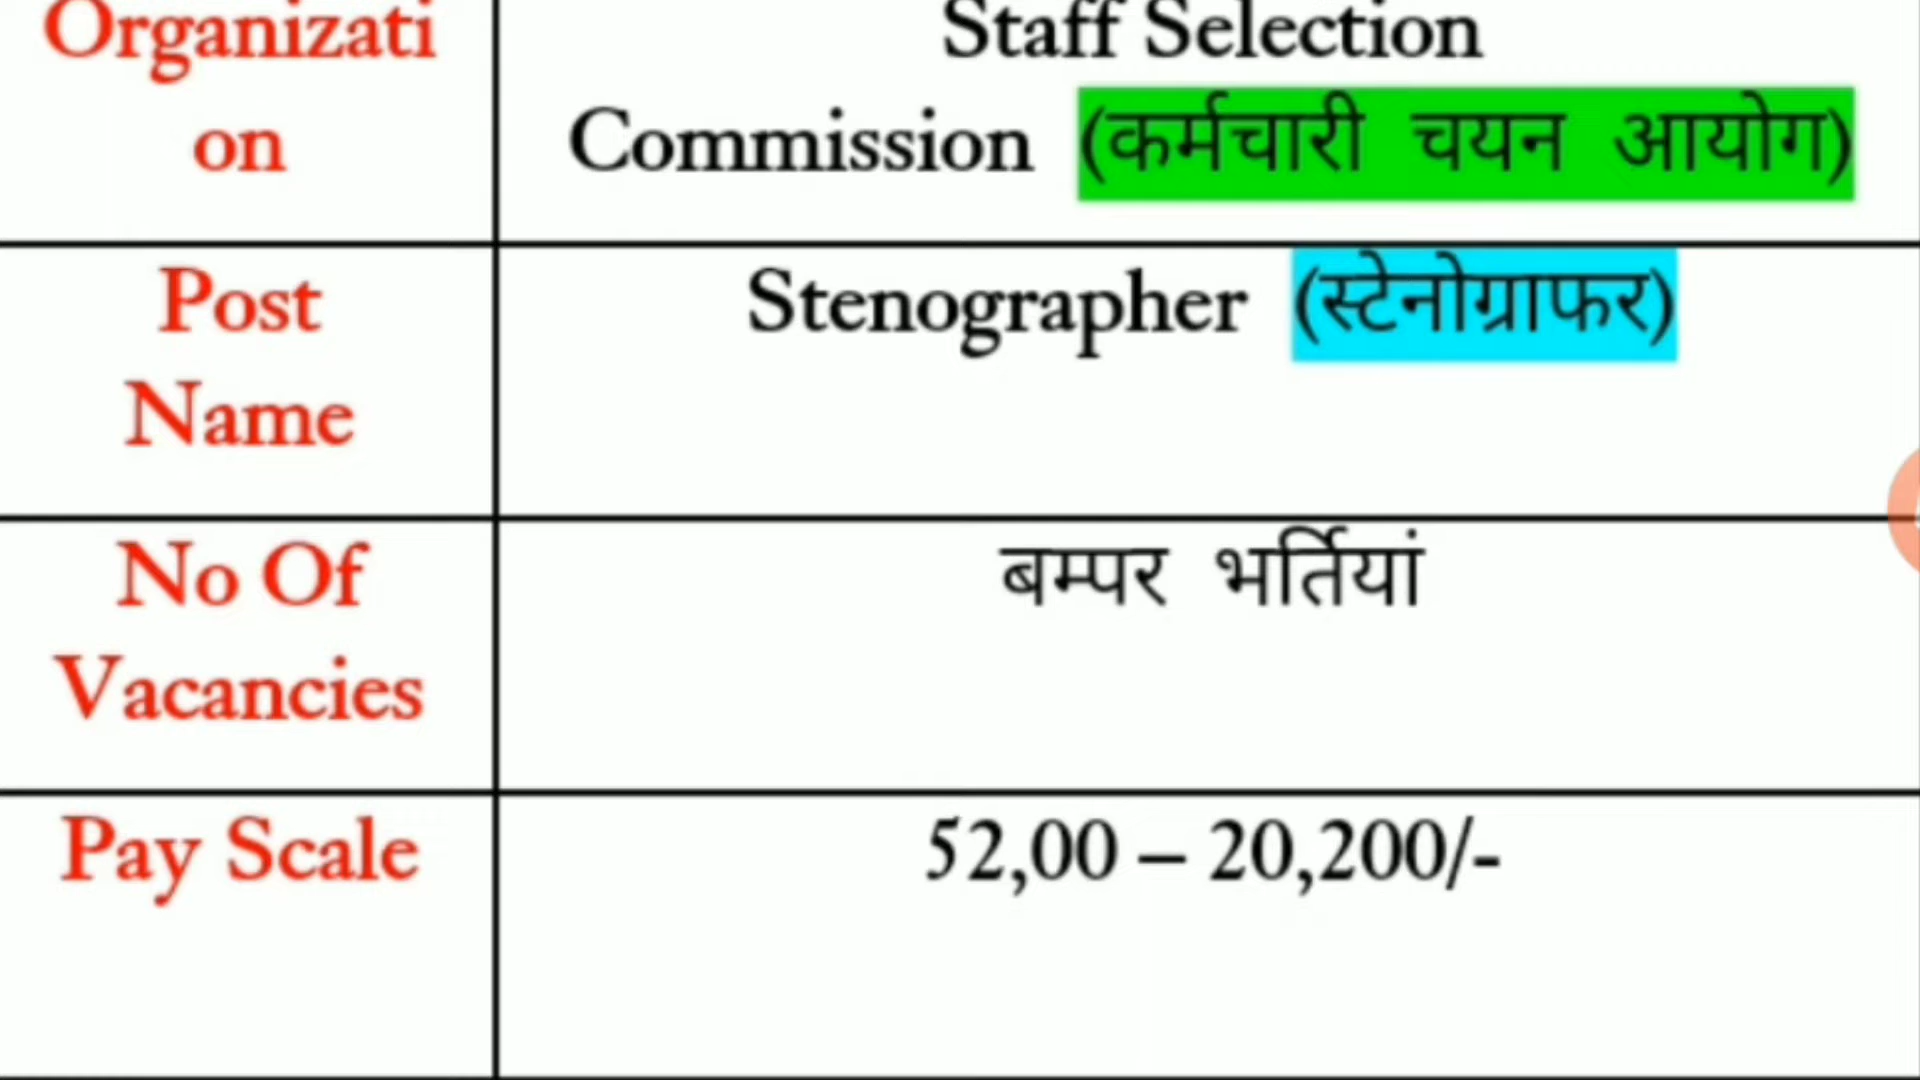 Organizati
on
Staff Selection
Commission (कर्मचारी चयन आयोग)
Post
Name
Stenographer (स्टेनोग्राफर)
No Of
Vacancies
बम्पर भर्तियां
Pay Scale
52,00 – 20,200/-